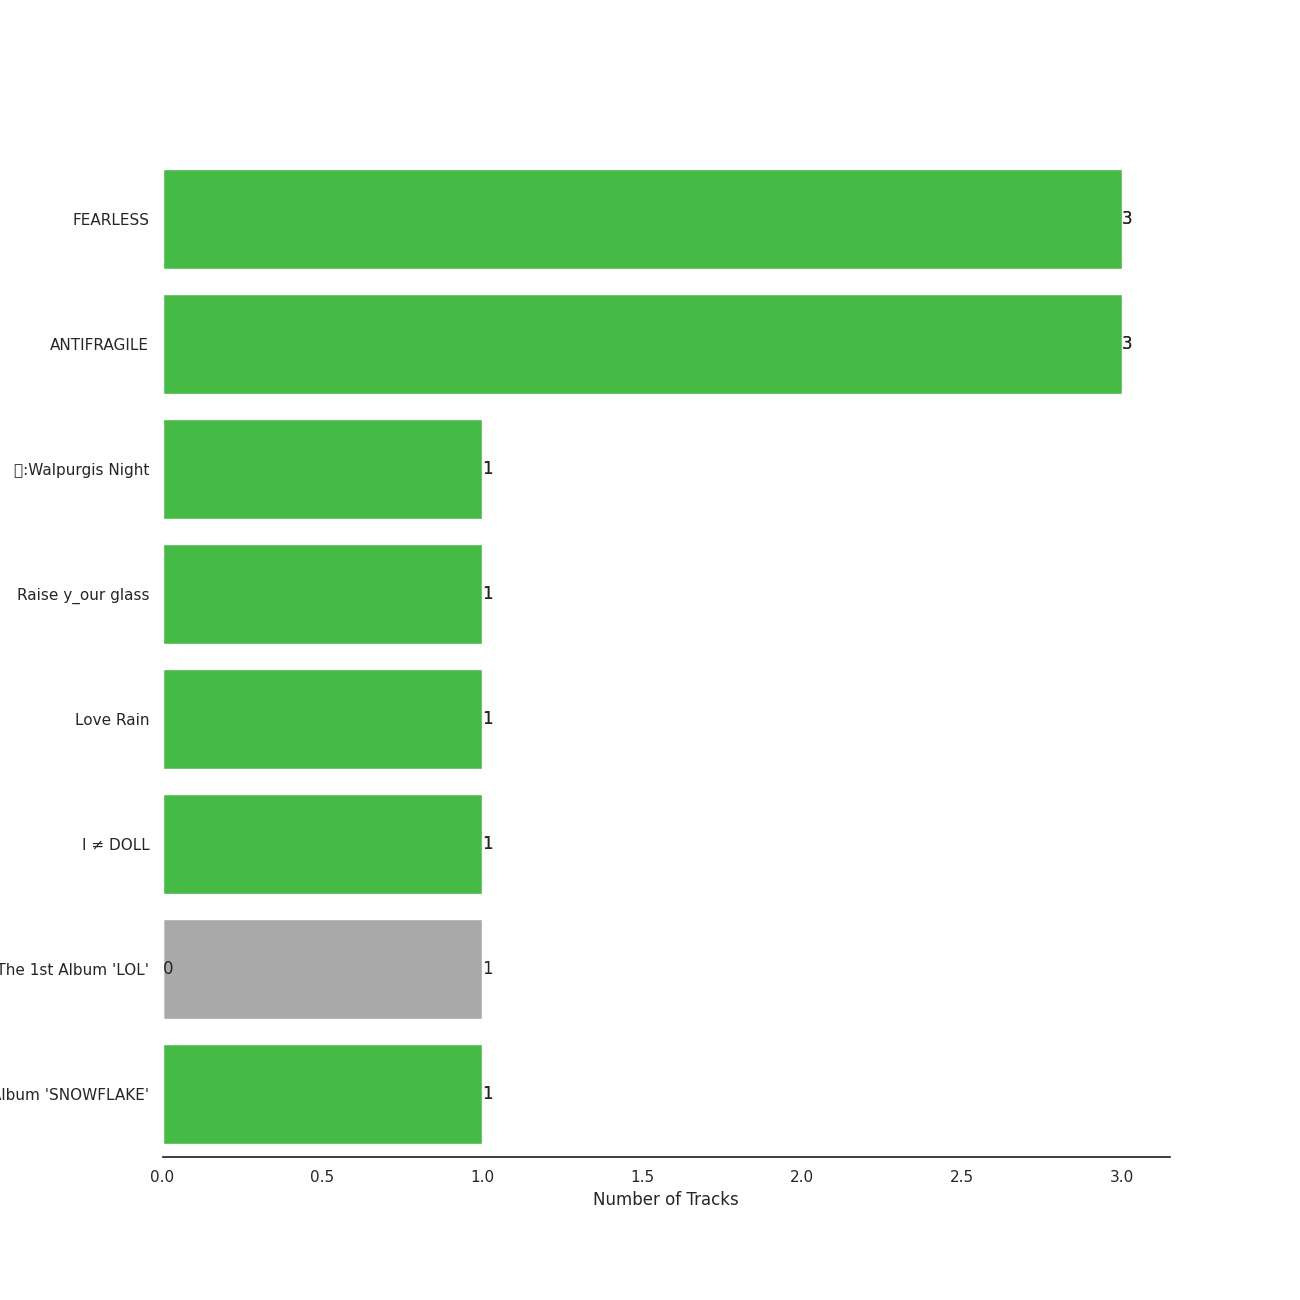 FEARLESS 3
ANTIFRAGILE 3
:Walpurgis Night 1
Raise y_our glass 1
Love Rain 1
I ≠ DOLL 1
The 1st Album 'LOL' 0 1
'SNOWFLAKE' 1
0.0 0.5 1.0 1.5 2.0 2.5 3.0
Number of Tracks